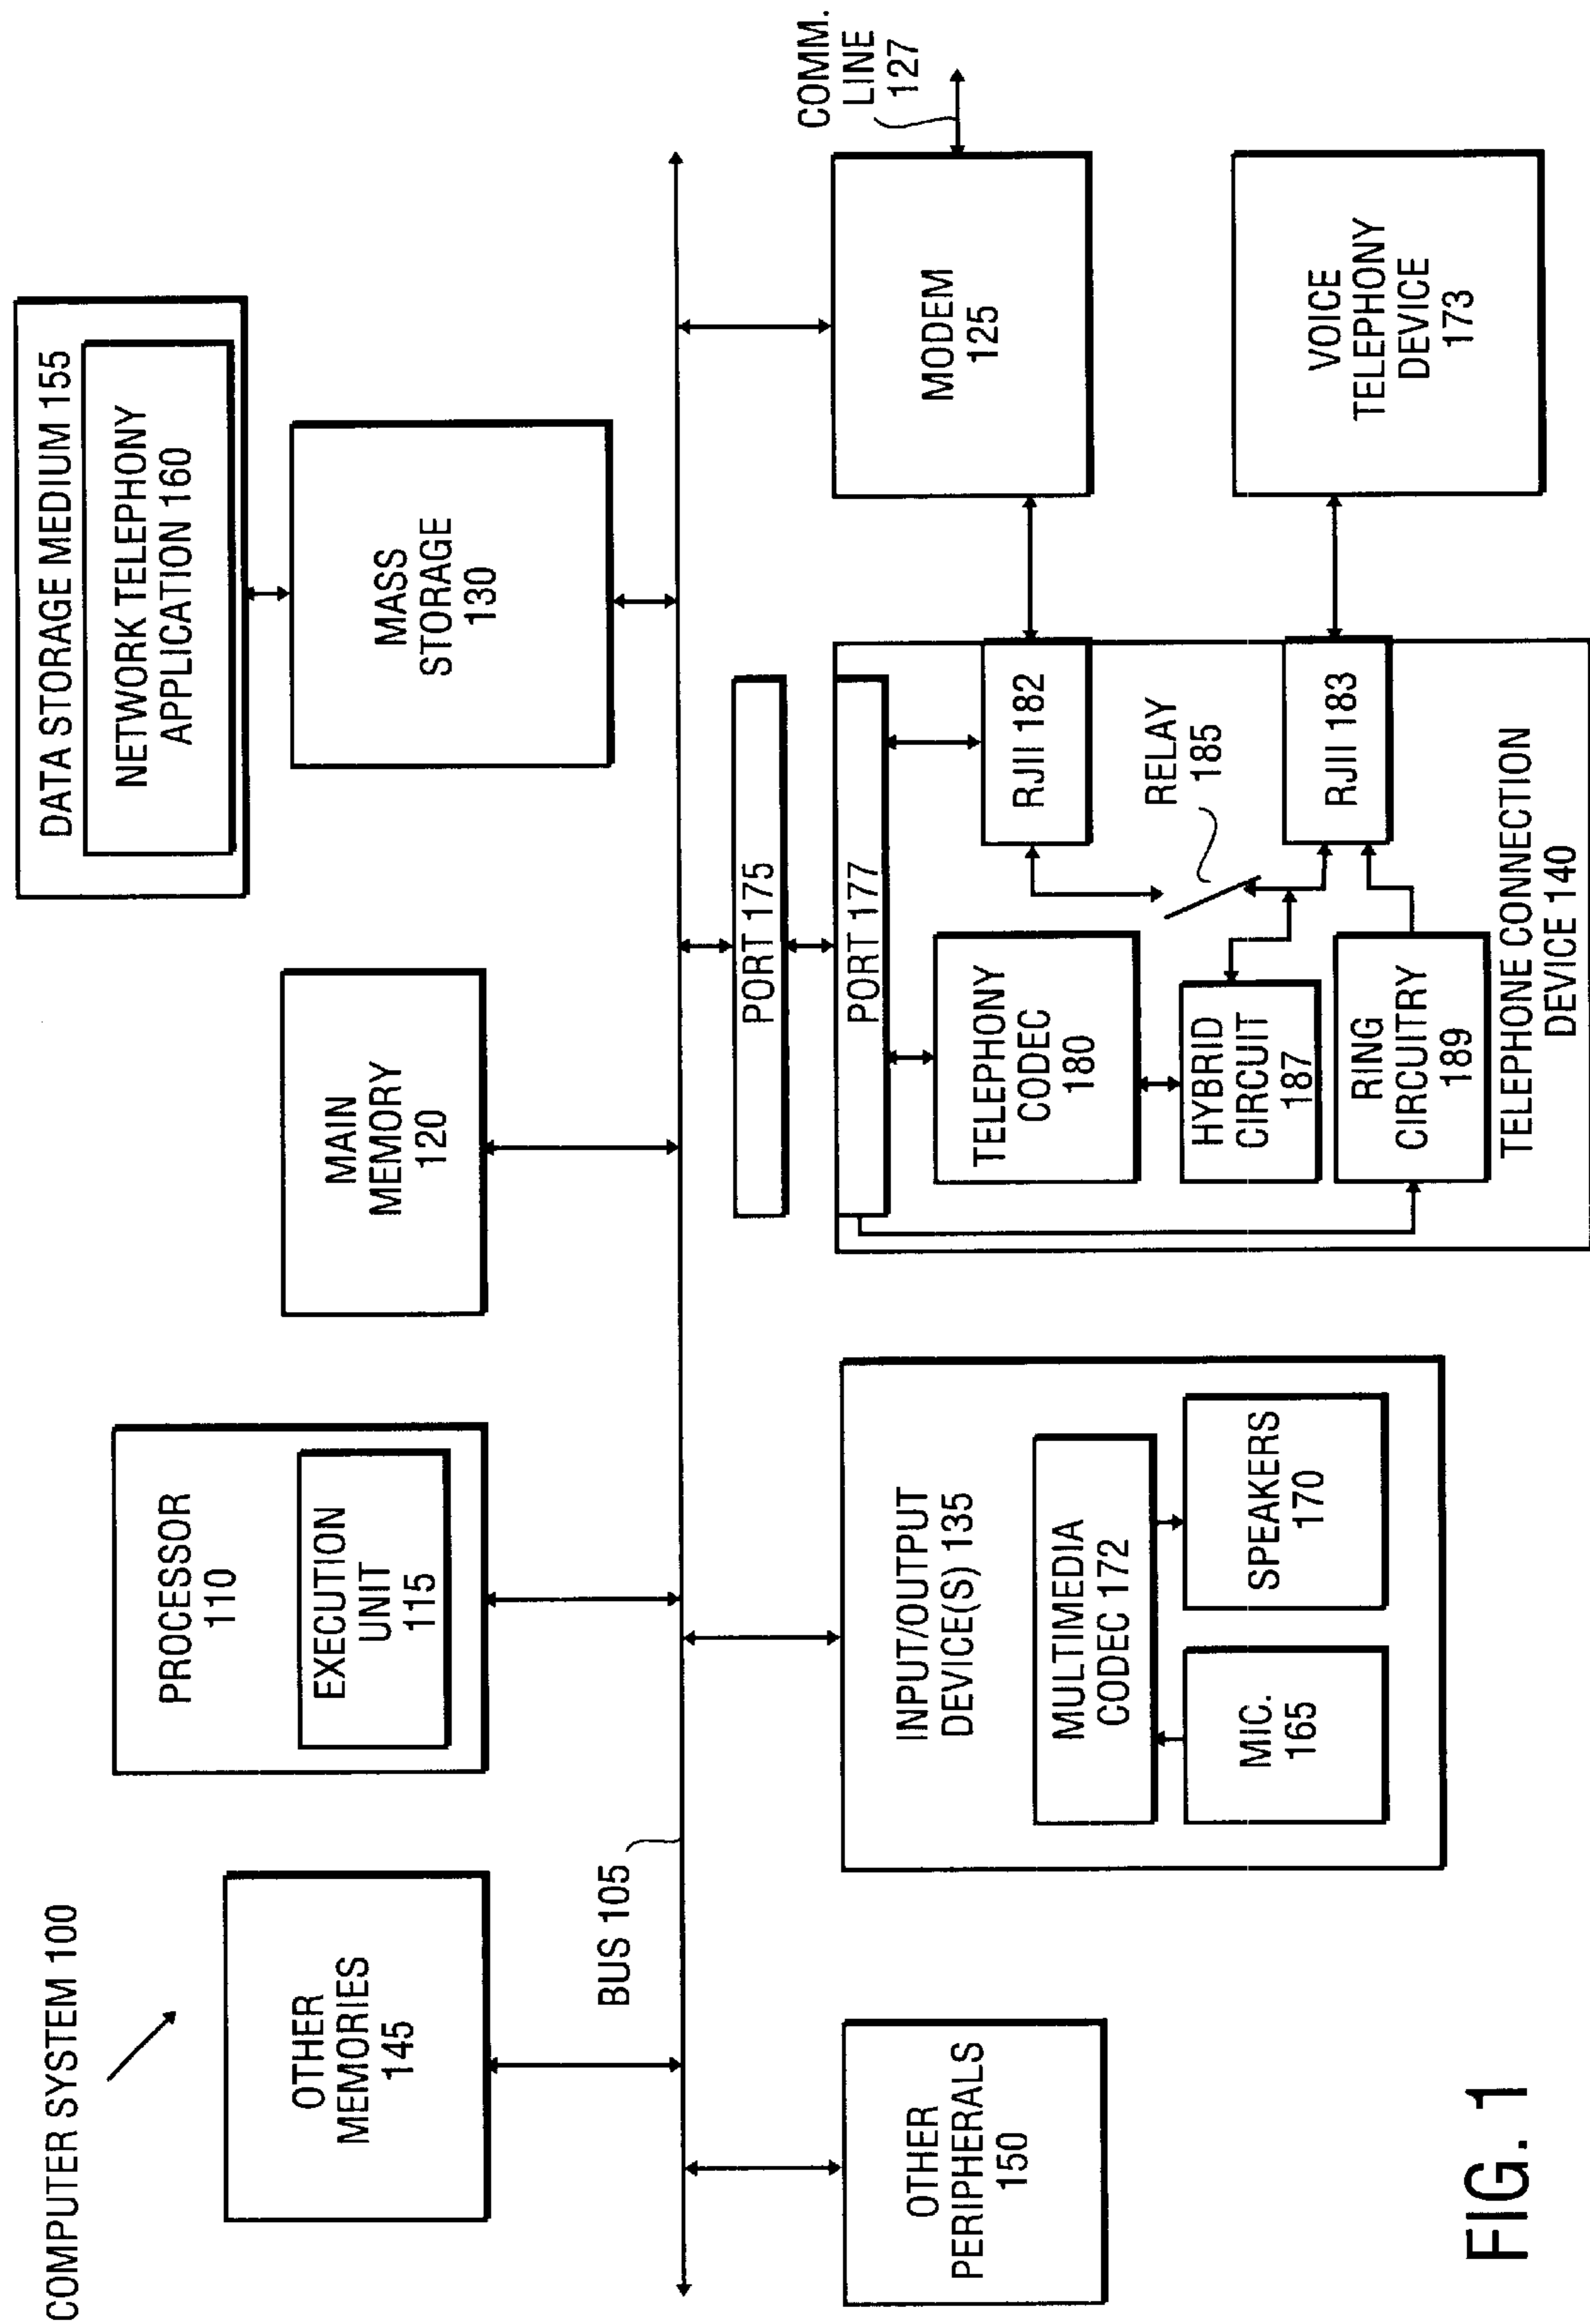 COMPUTER SYSTEM 100
OTHER
MEMORIES
145
PROCESSOR
110
EXECUTION
UNIT
115
MAIN
MEMORY
120
DATA STORAGE MEDIUM 155
NETWORK TELEPHONY
APPLICATION 160
MASS
STORAGE
130
BUS 105
OTHER
PERIPHERALS
150
INPUT/OUTPUT
DEVICE(S) 135
MULTIMEDIA
CODEC 172
MIC.
165
SPEAKERS
170
PORT 175
PORT 177
TELEPHONY
CODEC
180
HYBRID
CIRCUIT
187
RING
CIRCUITRY
189
RJII 182
RELAY
185
RJII 183
TELEPHONE CONNECTION
DEVICE 140
MODEM
125
COMM.
LINE
127
VOICE
TELEPHONY
DEVICE
173
FIG. 1